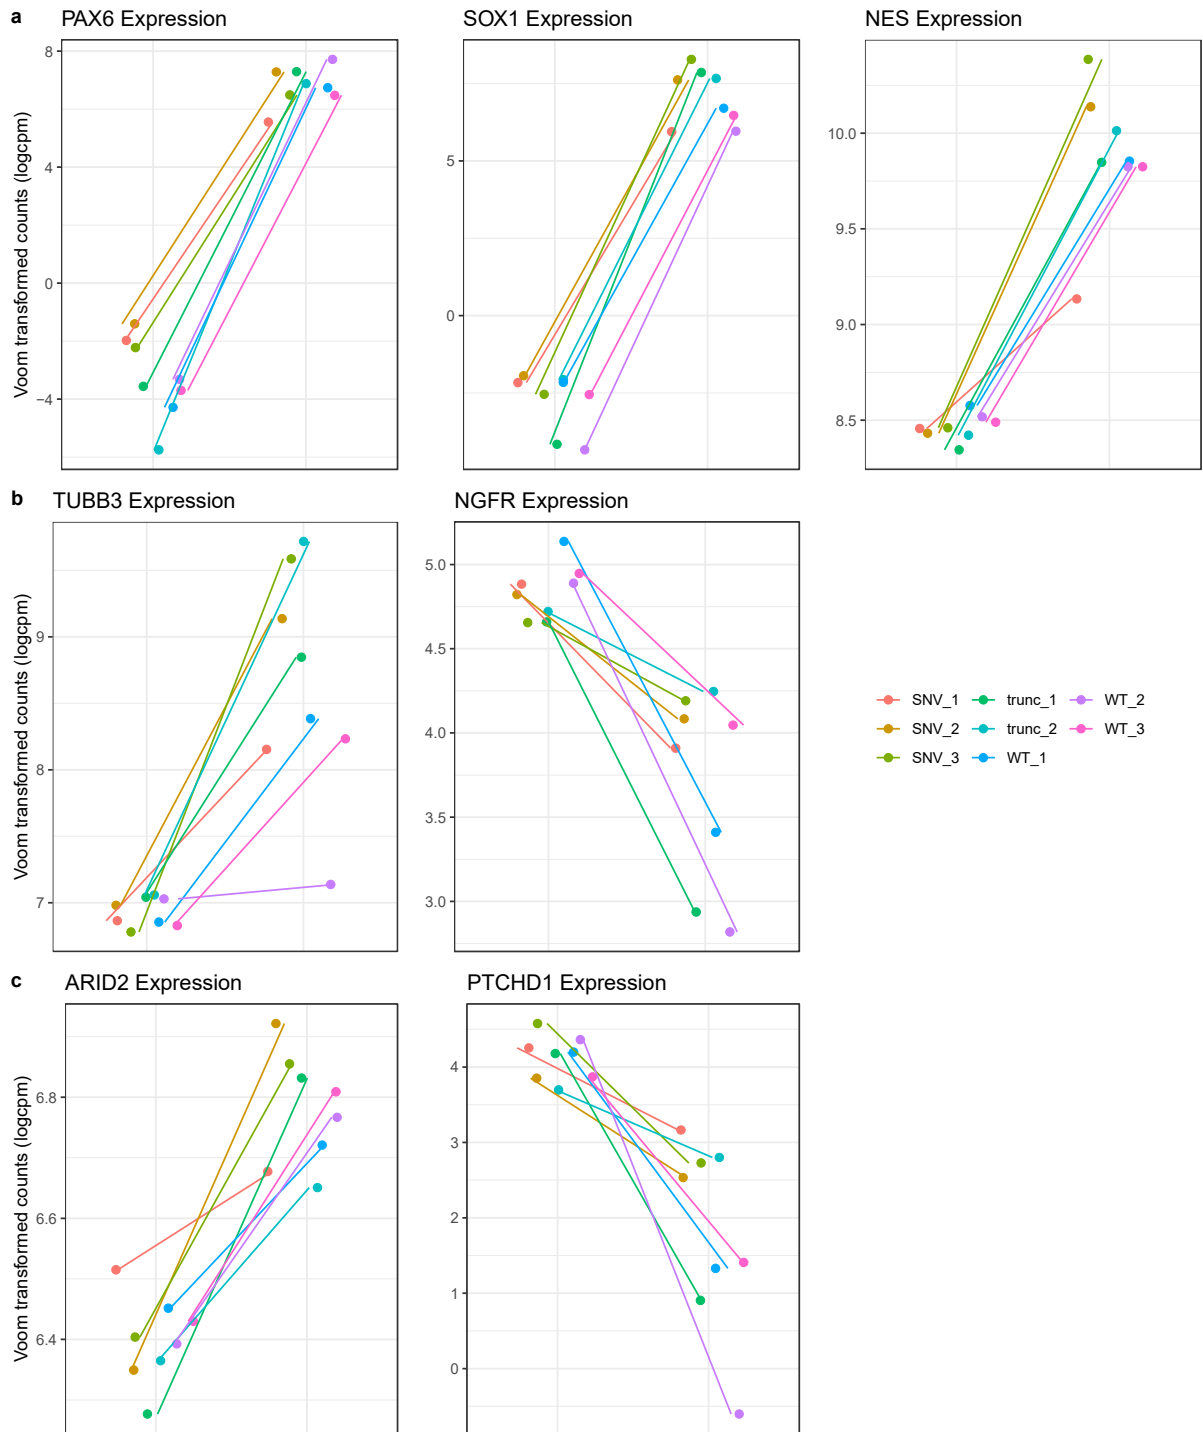 a
PAX6 Expression
SOX1 Expression
NES Expression
Voom transformed counts (logcpm)
8
4
0
−4
5
0
10.0
9.5
9.0
8.5
b
TUBB3 Expression
NGFR Expression
Voom transformed counts (logcpm)
9
8
7
5.0
4.5
4.0
3.5
3.0
SNV_1
trunc_1
WT_2
SNV_2
trunc_2
WT_3
SNV_3
WT_1
c
ARID2 Expression
PTCHD1 Expression
Voom transformed counts (logcpm)
6.8
6.6
6.4
4
3
2
1
0